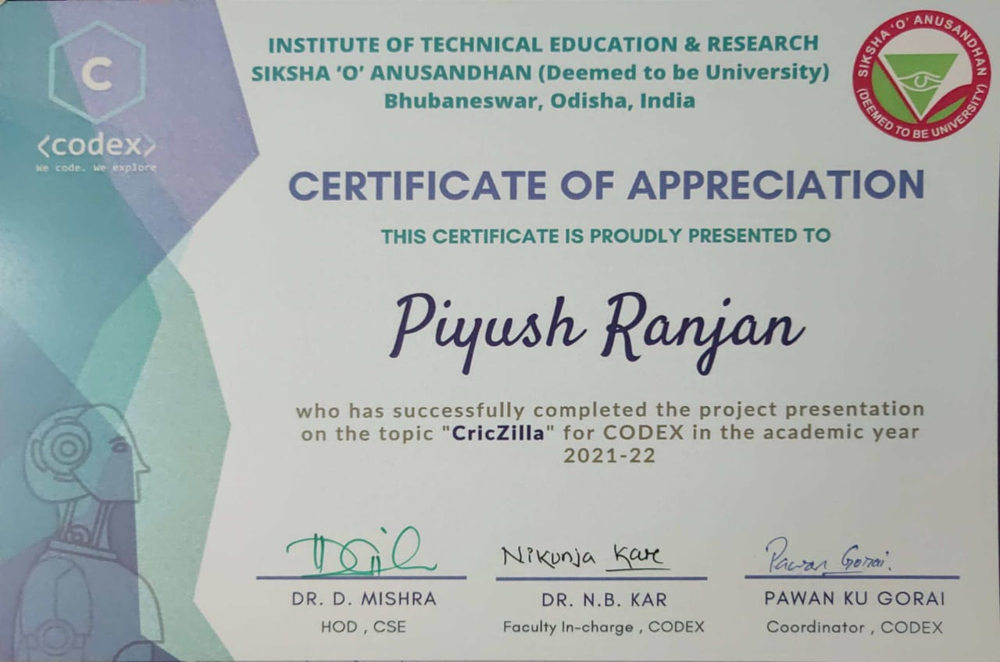 C
<codex>
We code. We explore
INSTITUTE OF TECHNICAL EDUCATION & RESEARCH
SIKSHA ‘O’ ANUSANDHAN (Deemed to be University)
Bhubaneswar, Odisha, India
SIKSHA ‘O’ ANUSANDHAN
(DEEMED TO BE UNIVERSITY)
CERTIFICATE OF APPRECIATION
THIS CERTIFICATE IS PROUDLY PRESENTED TO
Piyush Ranjan
who has successfully completed the project presentation
on the topic "CricZilla" for CODEX in the academic year
2021-22
Nikunja Kar
Pawan Gorai.
DR. D. MISHRA
DR. N.B. KAR
PAWAN KU GORAI
HOD , CSE
Faculty In-charge , CODEX
Coordinator , CODEX